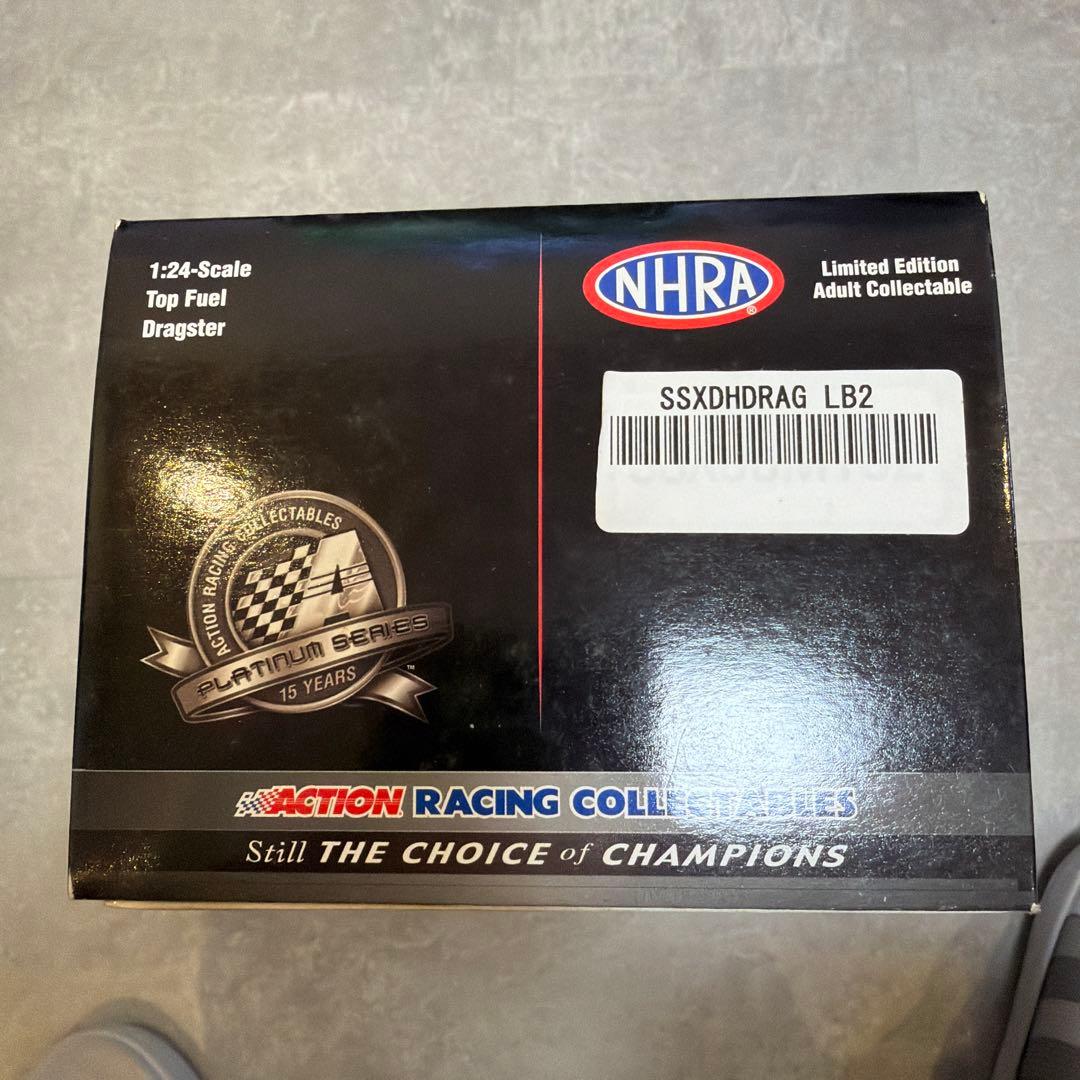 1:24-Scale
Top Fuel
Dragster
NHRA®
Limited Edition
Adult Collectable
SSXDHDRAG LB2
ACTION RACING COLLECTABLES
PLATINUM SERIES™
15 YEARS
ACTION RACING COLLECTABLES
Still THE CHOICE of CHAMPIONS